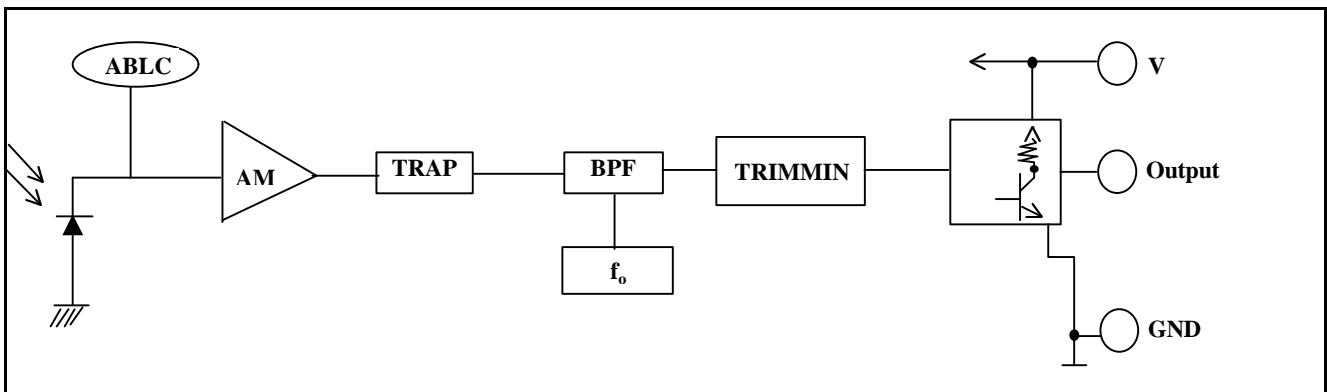 ABLC
V
AM
TRAP
BPF
TRIMMIN
Output
fo
GND